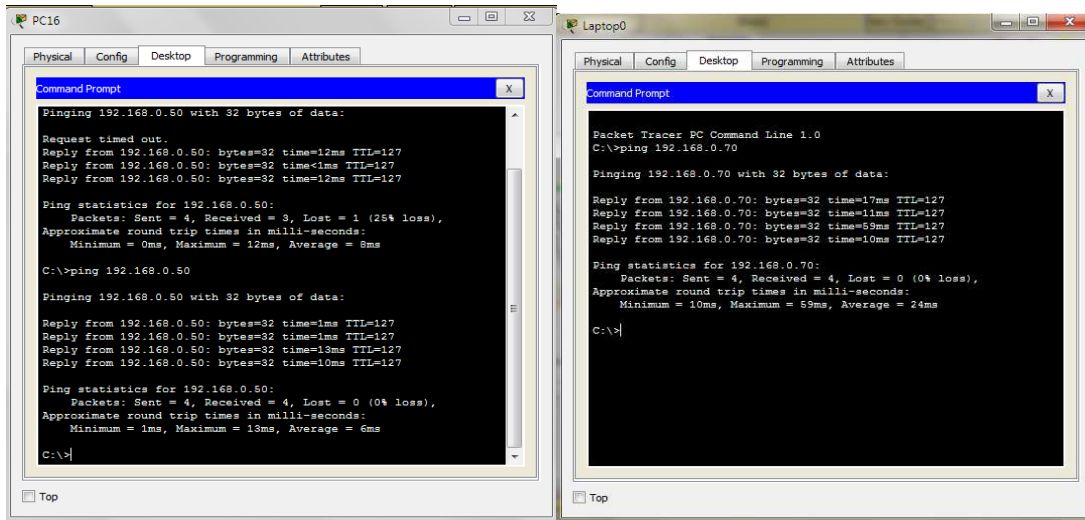 PC16
Physical Config Desktop Programming Attributes
Command Prompt
X
Pinging 192.168.0.50 with 32 bytes of data:
Request timed out.
Reply from 192.168.0.50: bytes=32 time=12ms TTL=127
Reply from 192.168.0.50: bytes=32 time<1ms TTL=127
Reply from 192.168.0.50: bytes=32 time=12ms TTL=127
Ping statistics for 192.168.0.50:
Packets: Sent = 4, Received = 3, Lost = 1 (25% loss),
Approximate round trip times in milli-seconds:
Minimum = 0ms, Maximum = 12ms, Average = 8ms
C:\>ping 192.168.0.50
Pinging 192.168.0.50 with 32 bytes of data:
Reply from 192.168.0.50: bytes=32 time=1ms TTL=127
Reply from 192.168.0.50: bytes=32 time=1ms TTL=127
Reply from 192.168.0.50: bytes=32 time=13ms TTL=127
Reply from 192.168.0.50: bytes=32 time=10ms TTL=127
Ping statistics for 192.168.0.50:
Packets: Sent = 4, Received = 4, Lost = 0 (0% loss),
Approximate round trip times in milli-seconds:
Minimum = 1ms, Maximum = 13ms, Average = 6ms
C:\>
Top
Laptop0
Physical Config Desktop Programming Attributes
Command Prompt
X
Packet Tracer PC Command Line 1.0
C:\>ping 192.168.0.70
Pinging 192.168.0.70 with 32 bytes of data:
Reply from 192.168.0.70: bytes=32 time=17ms TTL=127
Reply from 192.168.0.70: bytes=32 time=11ms TTL=127
Reply from 192.168.0.70: bytes=32 time=59ms TTL=127
Reply from 192.168.0.70: bytes=32 time=10ms TTL=127
Ping statistics for 192.168.0.70:
Packets: Sent = 4, Received = 4, Lost = 0 (0% loss),
Approximate round trip times in milli-seconds:
Minimum = 10ms, Maximum = 59ms, Average = 24ms
C:\>
Top